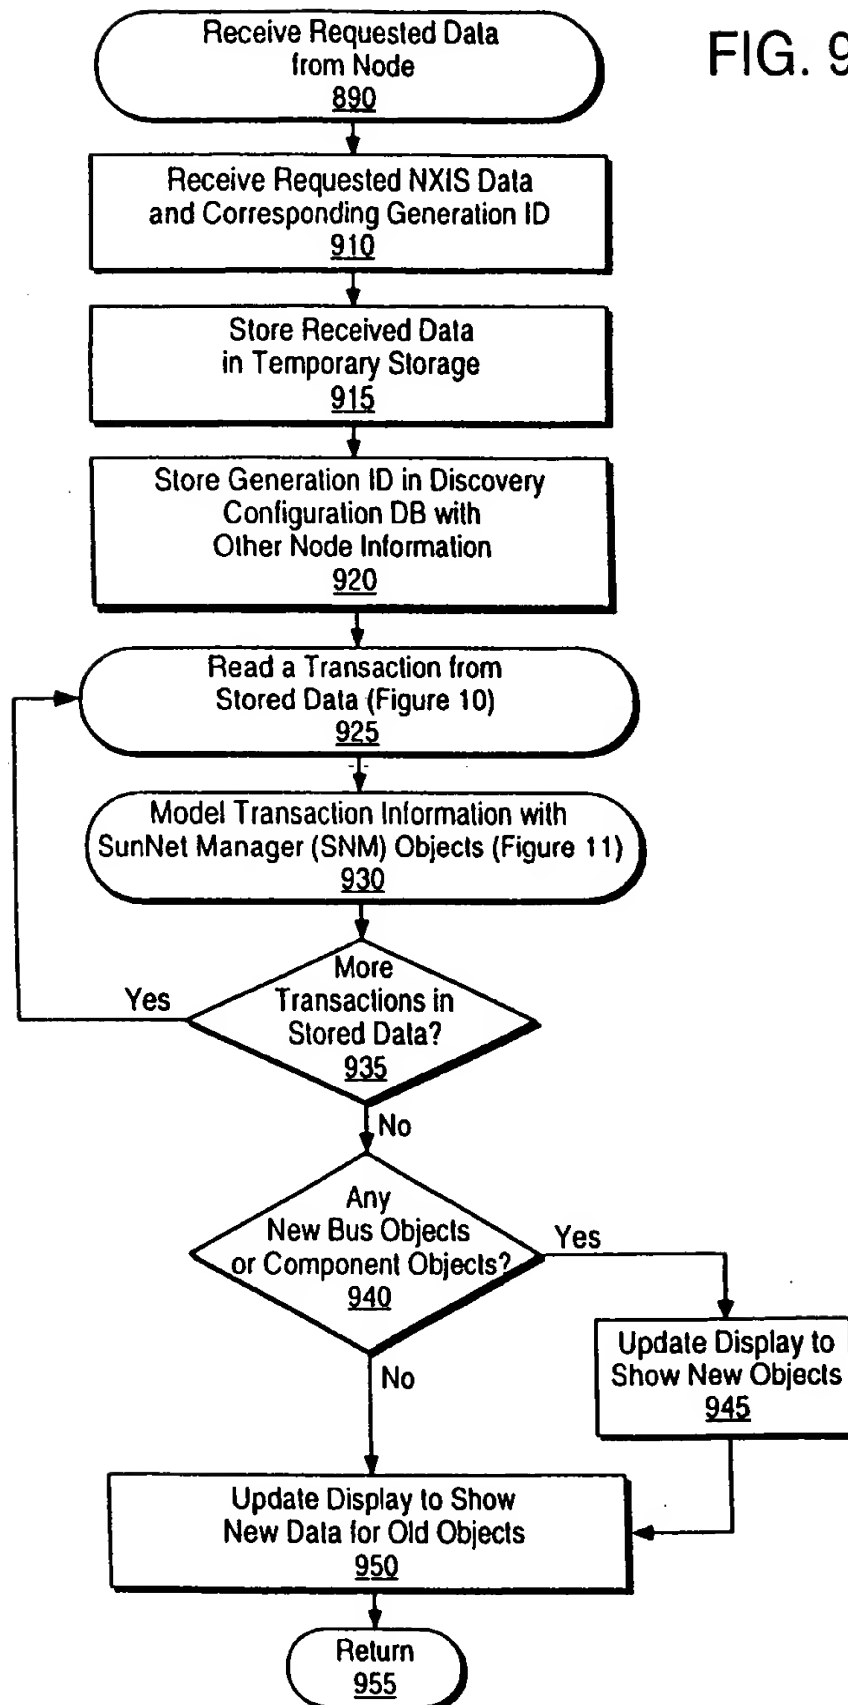 FIG. 9
Receive Requested Data
from Node
890
Receive Requested NXIS Data
and Corresponding Generation ID
910
Store Received Data
in Temporary Storage
915
Store Generation ID in Discovery
Configuration DB with
Other Node Information
920
Read a Transaction from
Stored Data (Figure 10)
925
Model Transaction Information with
SunNet Manager (SNM) Objects (Figure 11)
930
More
Transactions in
Stored Data?
935
Yes
No
Any
New Bus Objects
or Component Objects?
940
Yes
Update Display to
Show New Objects
945
No
Update Display to Show
New Data for Old Objects
950
Return
955